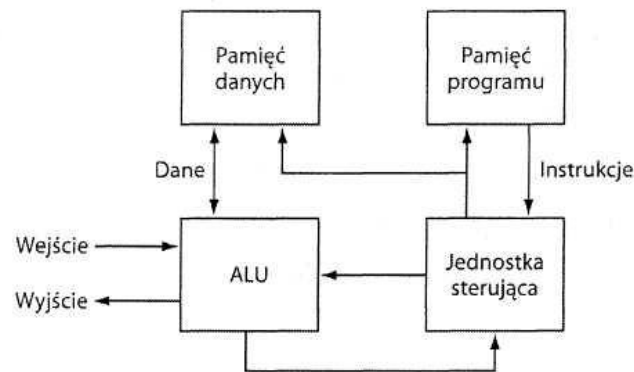 Pamięć
danych
Pamięć
programu
Dane
Instrukcje
Wejście
Wyjście
ALU
Jednostka
sterująca